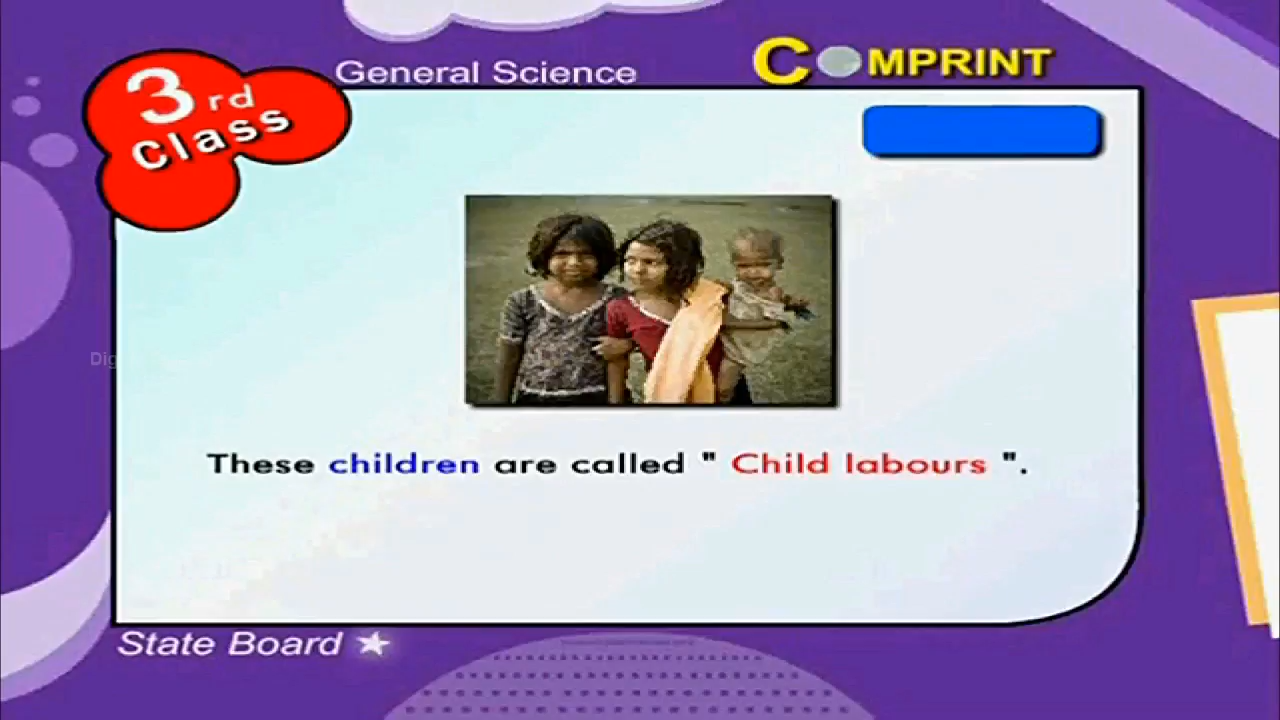 General Science
COMPRINT
3rd
Class
These children are called " Child labours ".
State Board